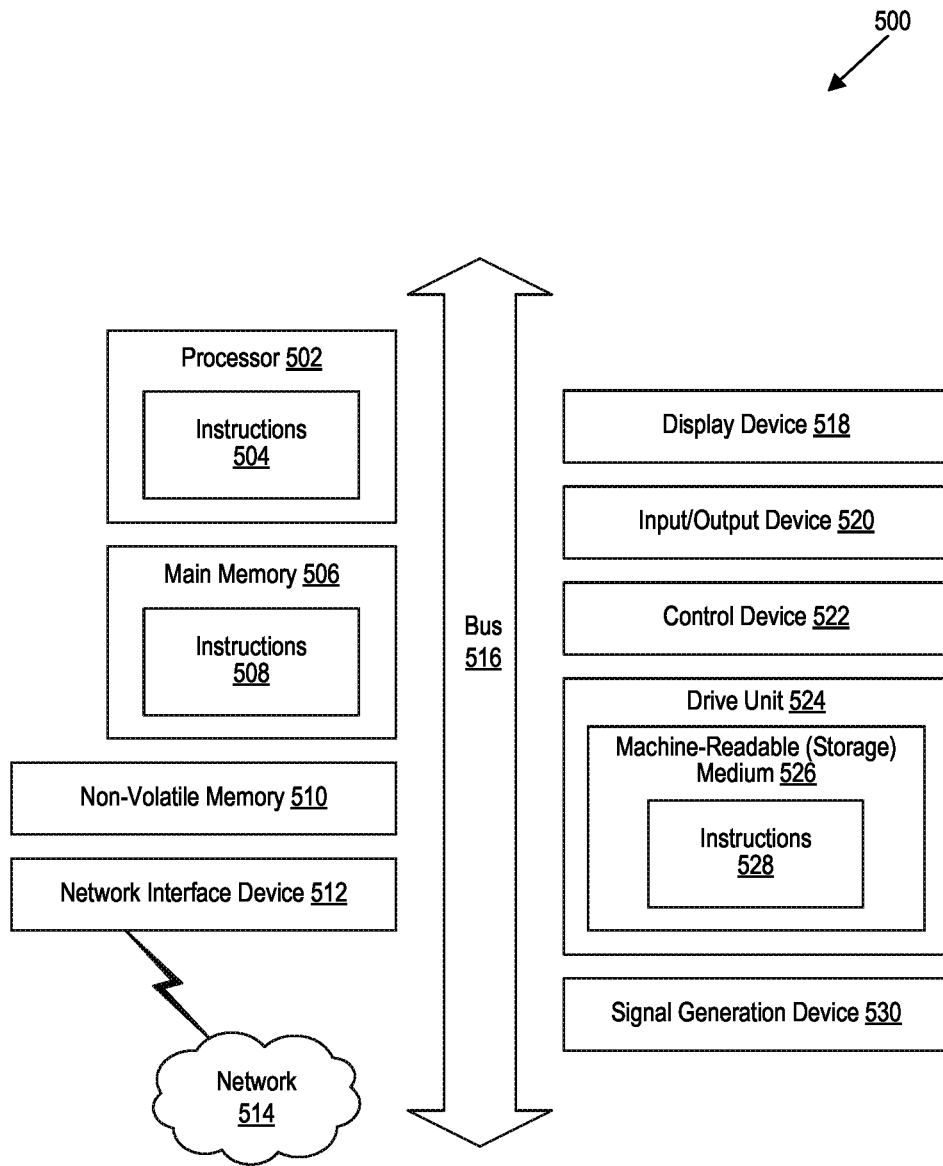 500
Processor 502
Instructions
504
Main Memory 506
Instructions
508
Non-Volatile Memory 510
Network Interface Device 512
Network
514
Bus
516
Display Device 518
Input/Output Device 520
Control Device 522
Drive Unit 524
Machine-Readable (Storage)
Medium 526
Instructions
528
Signal Generation Device 530